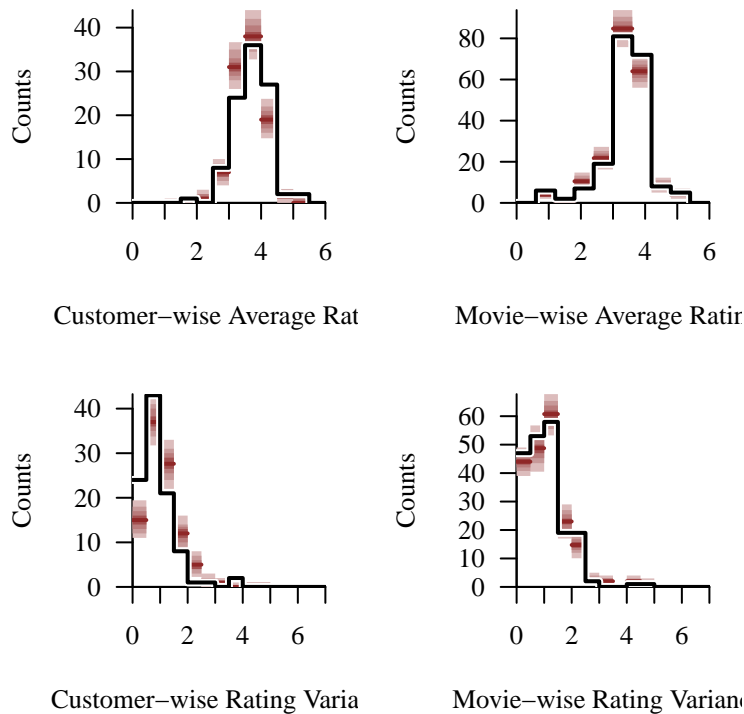 Counts
40
30
20
10
0
0 2 4 6
Customer−wise Average Rat
Counts
80
60
40
20
0
0 2 4 6
Movie−wise Average Ratin
Counts
40
30
20
10
0
0 2 4 6
Customer−wise Rating Varia
Counts
60
50
40
30
20
10
0
0 2 4 6
Movie−wise Rating Varianc